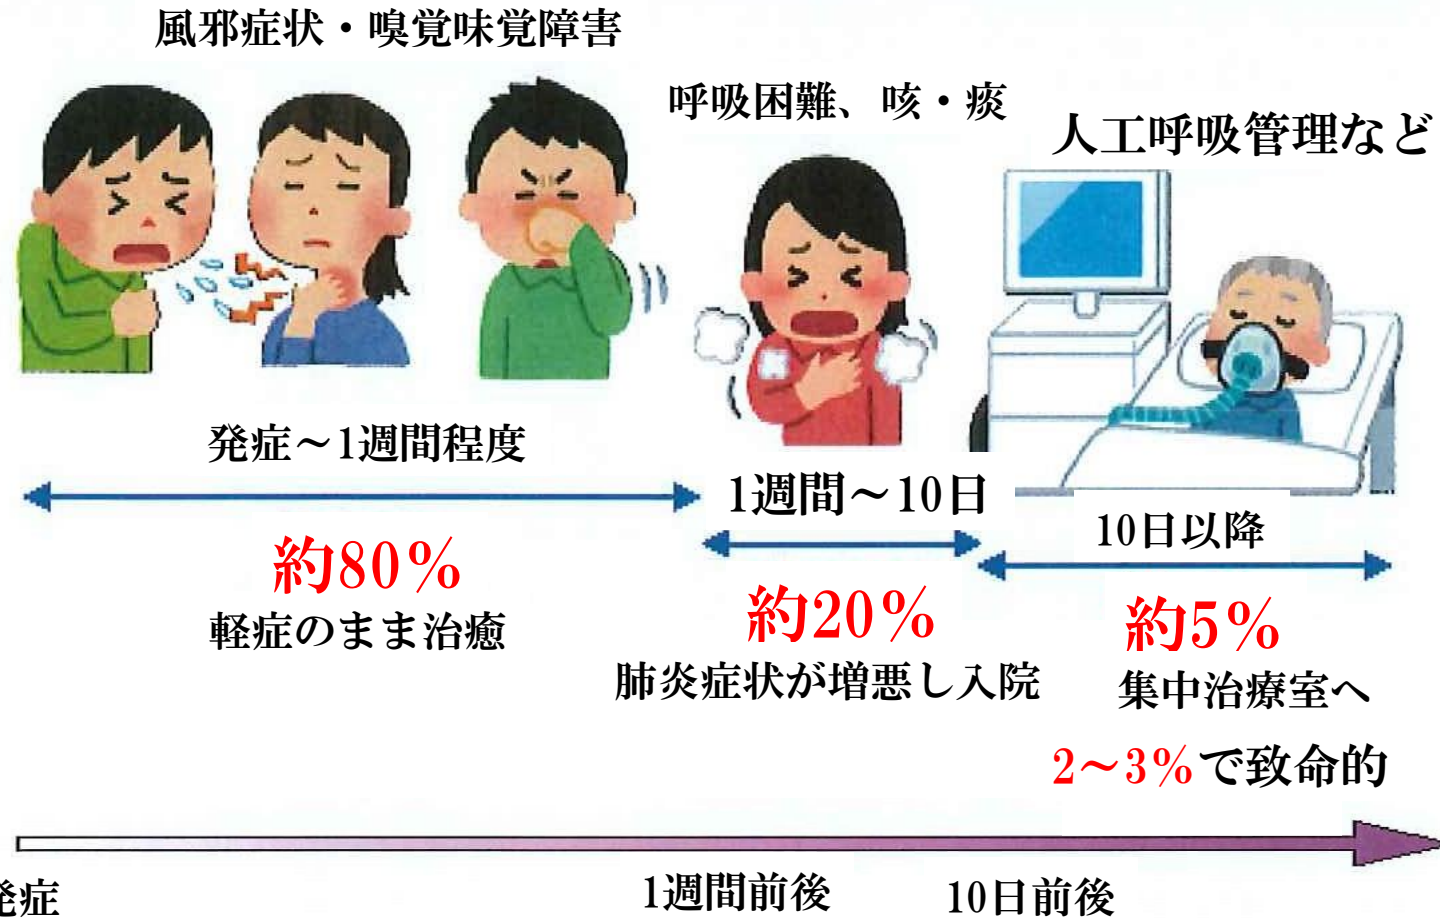 風邪症状・嗅覚味覚障害
呼吸困難、咳・痰
人工呼吸管理など
発症～1週間程度
約80%
軽症のまま治癒
1週間～10日
約20%
肺炎症状が増悪し入院
10日以降
約5%
集中治療室へ
2～3%で致命的
発症
1週間前後
10日前後